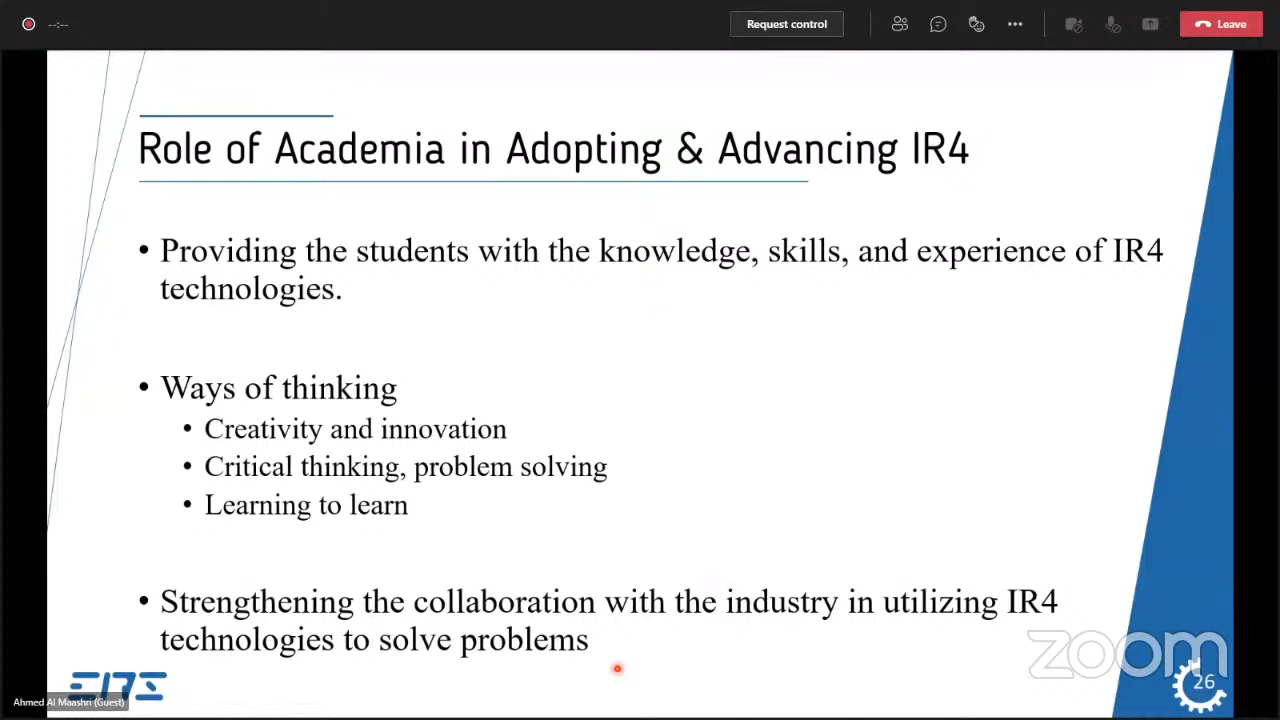 --:--
Request control
Leave
Role of Academia in Adopting & Advancing IR4
• Providing the students with the knowledge, skills, and experience of IR4
technologies.
• Ways of thinking
• Creativity and innovation
• Critical thinking, problem solving
• Learning to learn
• Strengthening the collaboration with the industry in utilizing IR4
technologies to solve problems
zoom
26
Ahmed Al Maashri (Guest)